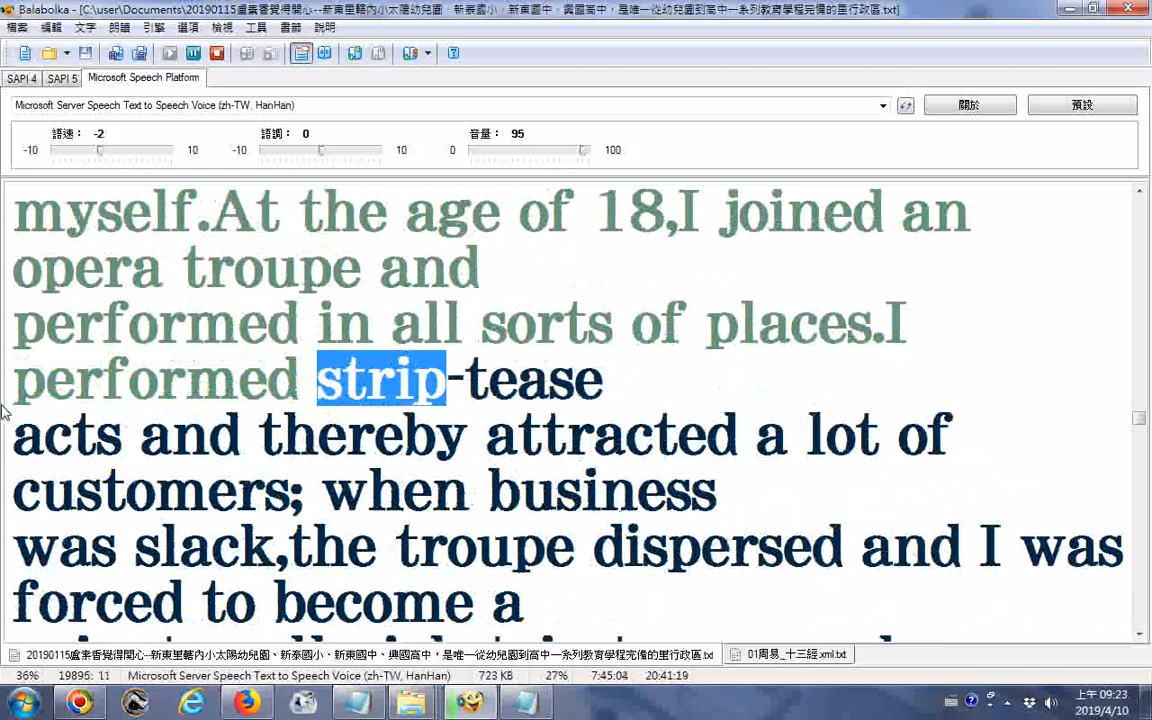 Balabolka - [C:\user\Documents\20190115盧素香覺得開心--新東里轄內小太陽幼兒園、新泰國小、新東國中、興國高中，是唯一從幼兒園到高中一系列教育學程完備的里行政區.txt]
檔案 編輯 文字 朗讀 引擎 選項 檢視 工具 書籤 說明
SAPI 4 SAPI 5 Microsoft Speech Platform
Microsoft Server Speech Text to Speech Voice (zh-TW, HanHan) 關於 預設
語速： -2 語調： 0 音量： 95
-10 10 -10 10 0 100
myself.At the age of 18,I joined an
opera troupe and
performed in all sorts of places.I
performed strip-tease
acts and thereby attracted a lot of
customers; when business
was slack,the troupe dispersed and I was
forced to become a
20190115盧素香覺得開心--新東里轄內小太陽幼兒園、新泰國小、新東國中、興國高中，是唯一從幼兒園到高中一系列教育學程完備的里行政區.txt 01周易_十三經.xml.txt
36% 19895: 11 Microsoft Server Speech Text to Speech Voice (zh-TW, HanHan) 723 KB 27% 7:45:04 20:41:19
上午 09:23
2019/4/10